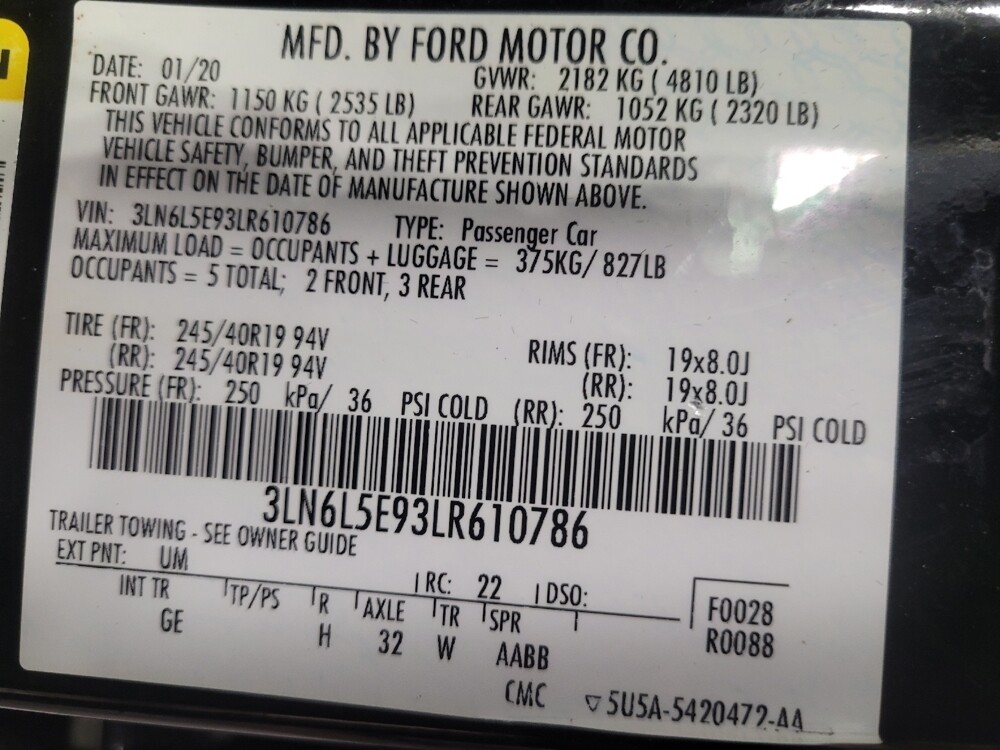 MFD. BY FORD MOTOR CO.
DATE: 01/20 GVWR: 2182 KG ( 4810 LB)
FRONT GAWR: 1150 KG ( 2535 LB) REAR GAWR: 1052 KG ( 2320 LB)
THIS VEHICLE CONFORMS TO ALL APPLICABLE FEDERAL MOTOR
VEHICLE SAFETY, BUMPER, AND THEFT PREVENTION STANDARDS
IN EFFECT ON THE DATE OF MANUFACTURE SHOWN ABOVE.
VIN: 3LN6L5E93LR610786 TYPE: Passenger Car
MAXIMUM LOAD = OCCUPANTS + LUGGAGE = 375KG/ 827LB
OCCUPANTS = 5 TOTAL; 2 FRONT, 3 REAR
TIRE (FR): 245/40R19 94V RIMS (FR): 19x8.0J
(RR): 245/40R19 94V (RR): 19x8.0J
PRESSURE (FR): 250 kPa/ 36 PSI COLD (RR): 250 kPa/ 36 PSI COLD
3LN6L5E93LR610786
TRAILER TOWING - SEE OWNER GUIDE
EXT PNT: UM RC: 22 DSO:
INT TR TP/PS R AXLE TR SPR F0028
GE H 32 W AABB R0088
CMC ▽5U5A-5420472-AA